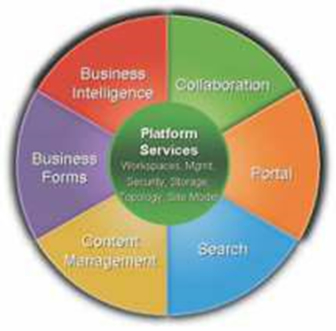 Business
Intelligence
Collaboration
Platform
Services
Workspaces, Mgmt,
Security, Storage,
Topology, Site Model
Business
Forms
Portal
Content
Management
Search